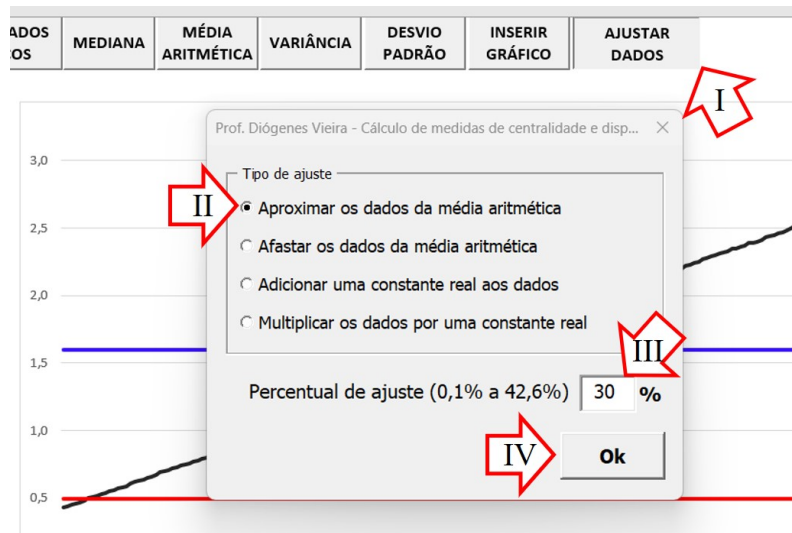 ADOS
OS
MEDIANA
MÉDIA
ARITMÉTICA
VARIÂNCIA
DESVIO
PADRÃO
INSERIR
GRÁFICO
AJUSTAR
DADOS
I
Prof. Diógenes Vieira - Cálculo de medidas de centralidade e disp...
Tipo de ajuste
II
Aproximar os dados da média aritmética
Afastar os dados da média aritmética
Adicionar uma constante real aos dados
Multiplicar os dados por uma constante real
III
Percentual de ajuste (0,1% a 42,6%) 30 %
IV
Ok
3,0
2,5
2,0
1,5
1,0
0,5